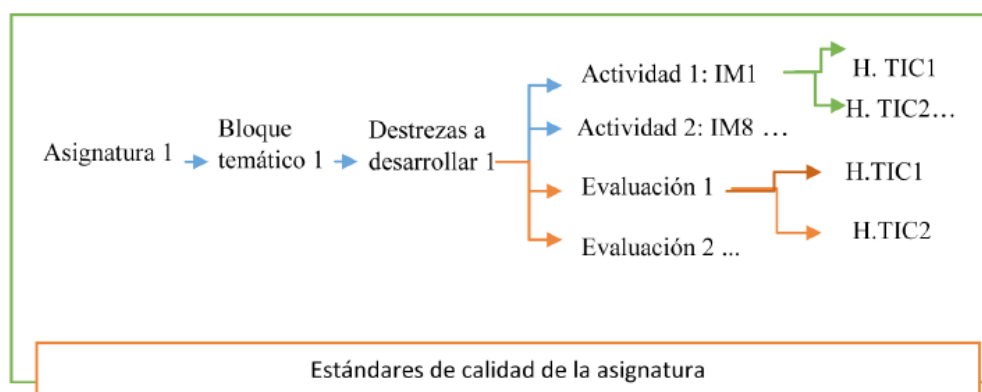 Asignatura 1
Bloque
temático 1
Destrezas a
desarrollar 1
Actividad 1: IM1
Actividad 2: IM8 …
Evaluación 1
Evaluación 2 ...
H. TIC1
H. TIC2…
H.TIC1
H.TIC2
Estándares de calidad de la asignatura